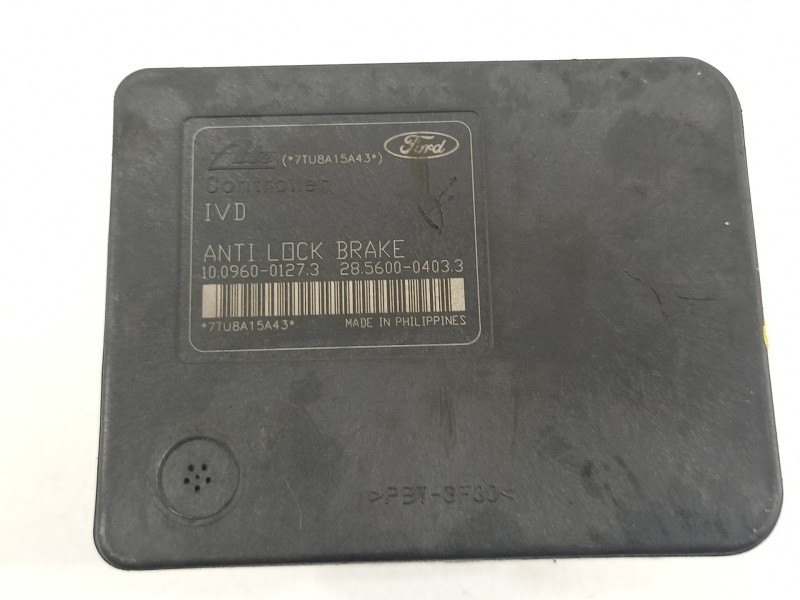 Ate (*7TU8A15A43*) Ford
Controller
IVD
ANTI LOCK BRAKE
10.0960-0127.3 28.5600-0403.3
*7TU8A15A43* MADE IN PHILIPPINES
>PBT-GF30<